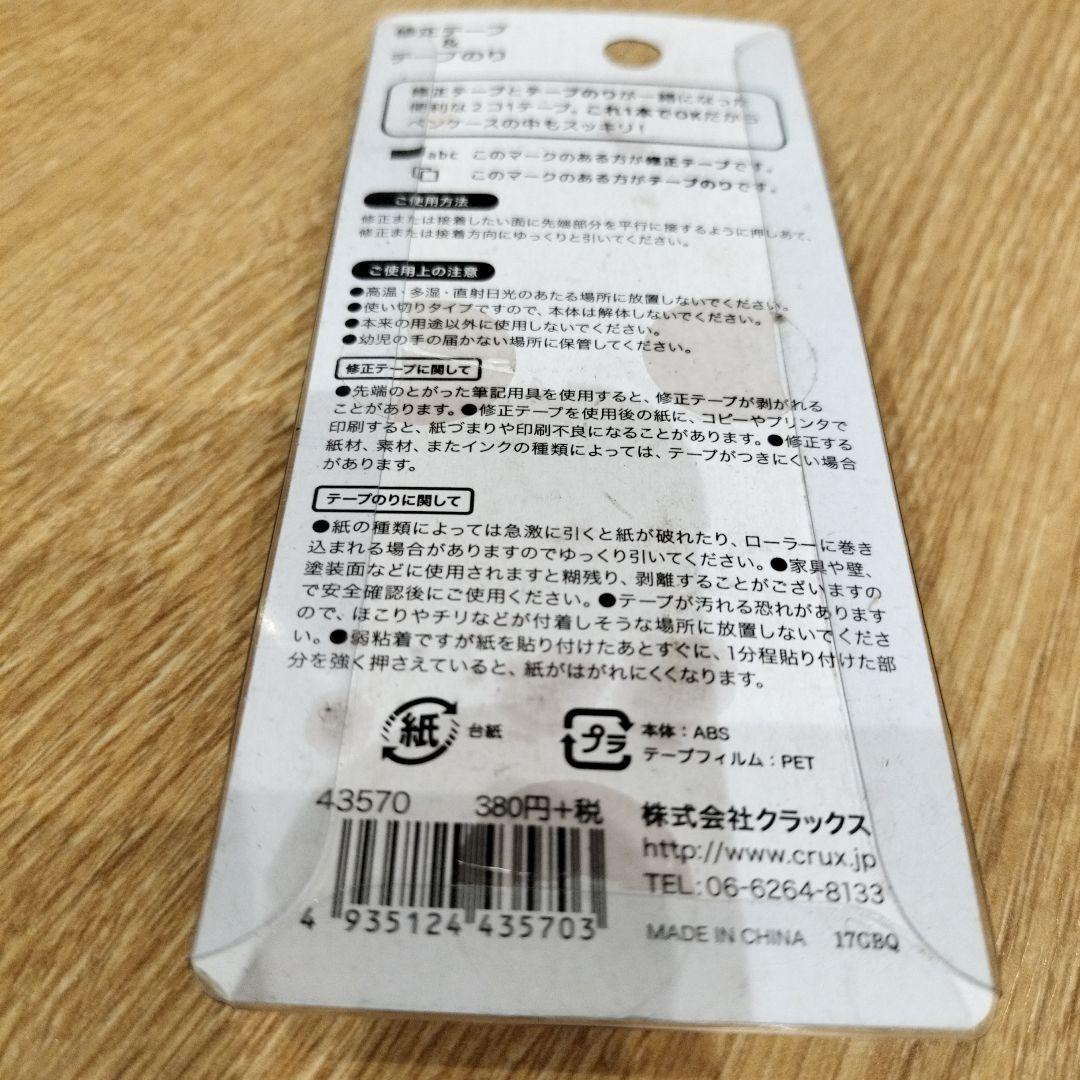 修正テープ
&
テープのり
修正テープとテープのりが一緒になった
便利な2コ1テープ。これ1本でOKだから
ペンケースの中もスッキリ!
abc このマークのある方が修正テープです。
このマークのある方がテープのりです。
ご使用方法
修正または接着したい面に先端部分を平行に接するように押しあて、
修正または接着方向にゆっくりと引いてください。
ご使用上の注意
●高温・多湿・直射日光のあたる場所に放置しないでください。
●使い切りタイプですので、本体は解体しないでください。
●本来の用途以外に使用しないでください。
●幼児の手の届かない場所に保管してください。
修正テープに関して
●先端のとがった筆記用具を使用すると、修正テープが剥がれる
ことがあります。●修正テープを使用後の紙に、コピーやプリンタで
印刷すると、紙づまりや印刷不良になることがあります。●修正する
紙材、素材、またインクの種類によっては、テープがつきにくい場合
があります。
テープのりに関して
●紙の種類によっては急激に引くと紙が破れたり、ローラーに巻き
込まれる場合がありますのでゆっくり引いてください。●家具や壁、
塗装面などに使用されますと糊残り、剥離することがございますの
で安全確認後にご使用ください。●テープが汚れる恐れがあります
ので、ほこりやチリなどが付着しそうな場所に放置しないでくださ
い。●弱粘着ですが紙を貼り付けたあとすぐに、1分程貼り付けた部
分を強く押さえていると、紙がはがれにくくなります。
紙 台紙
プラ 本体:ABS
テープフィルム:PET
43570 380円+税
株式会社クラックス
http://www.crux.jp
TEL:06-6264-8133
4 935124 435703
MADE IN CHINA 17GBQ